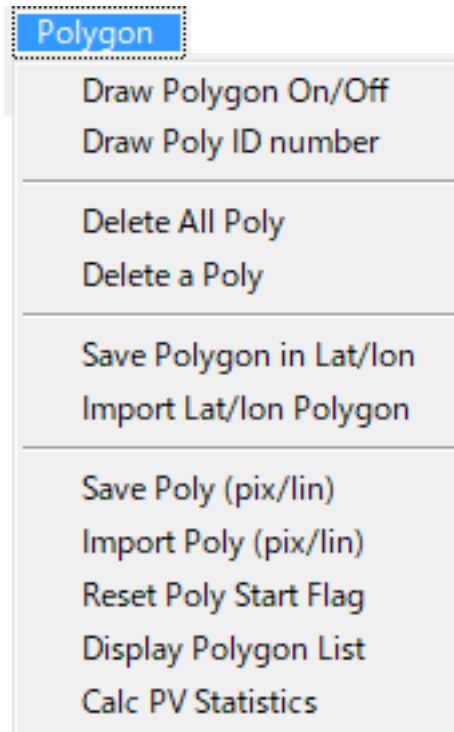 Polygon
Draw Polygon On/Off
Draw Poly ID number
Delete All Poly
Delete a Poly
Save Polygon in Lat/lon
Import Lat/lon Polygon
Save Poly (pix/lin)
Import Poly (pix/lin)
Reset Poly Start Flag
Display Polygon List
Calc PV Statistics